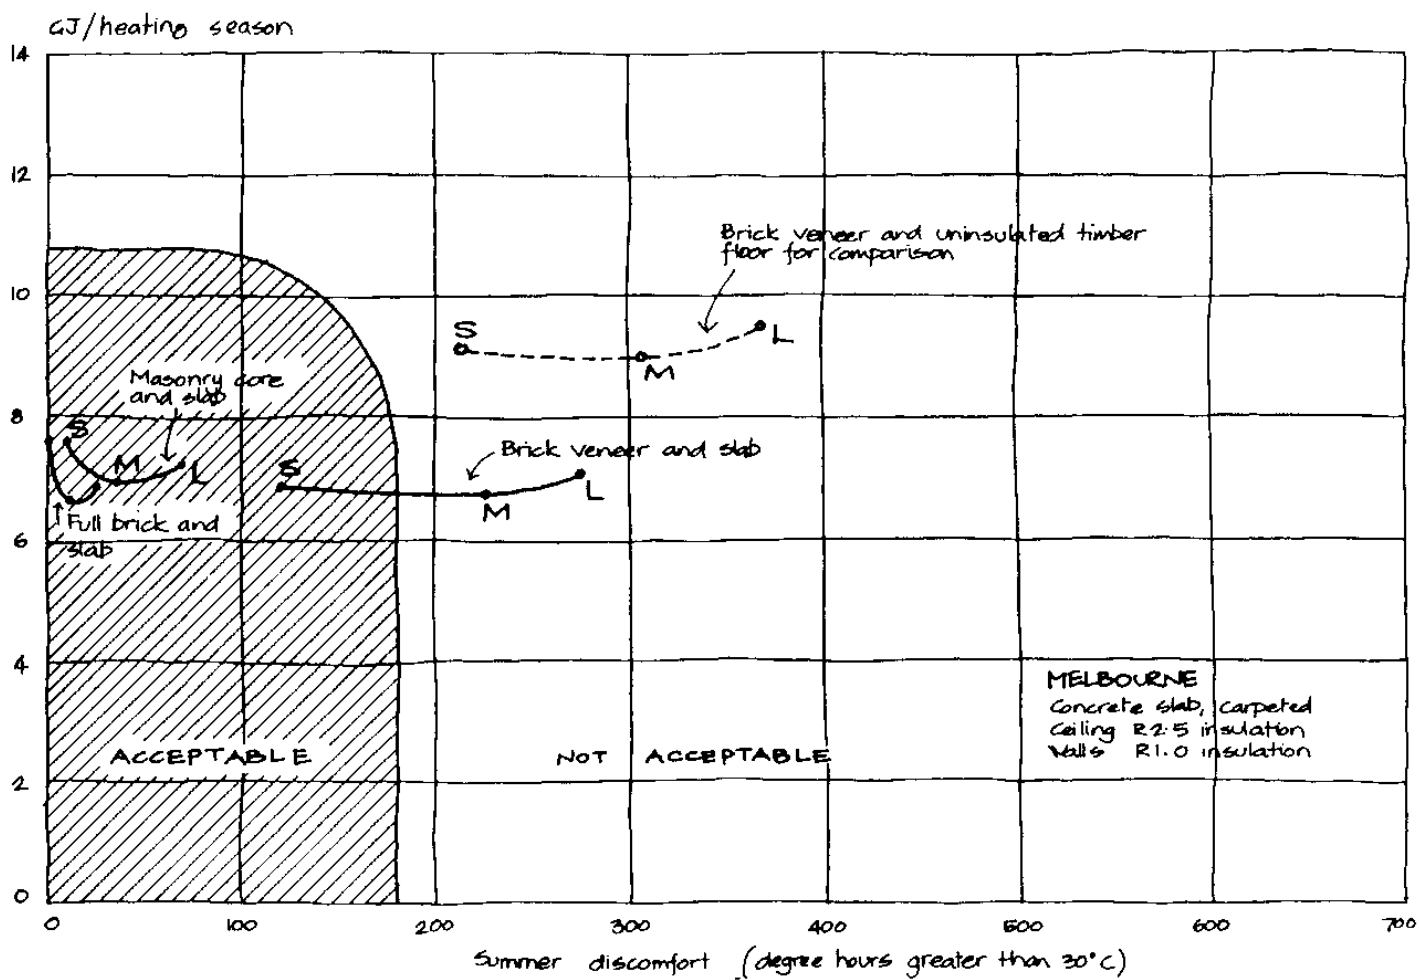 GJ/heating season
14
12
10
8
6
4
2
0
Brick veneer and uninsulated timber
floor for comparison
S
M
L
Masonry core
and slab
S
M
L
Brick veneer and slab
S
M
L
Full brick and
slab
MELBOURNE
Concrete slab, carpeted
Ceiling R2.5 insulation
Walls R1.0 insulation
ACCEPTABLE
NOT ACCEPTABLE
0 100 200 300 400 500 600 700
Summer discomfort (degree hours greater than 30°C)